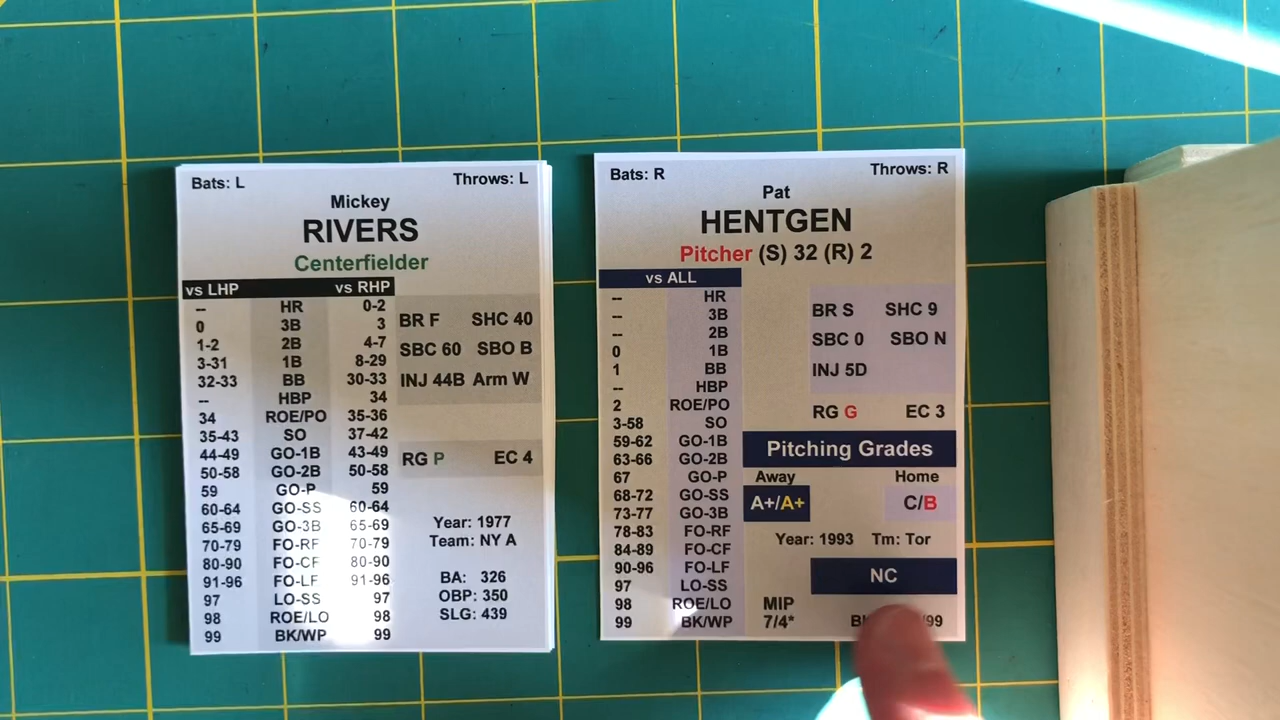 Bats: L Throws: L
Mickey
RIVERS
Centerfielder
vs LHP vs RHP
-- HR 0-2
0 3B 3
1-2 2B 4-7
3-31 1B 8-29
32-33 BB 30-33
-- HBP 34
34 ROE/PO 35-36
35-43 SO 37-42
44-49 GO-1B 43-49
50-58 GO-2B 50-58
59 GO-P 59
60-64 GO-SS 60-64
65-69 GO-3B 65-69
70-79 FO-RF 70-79
80-90 FO-CF 80-90
91-96 FO-LF 91-96
97 LO-SS 97
98 ROE/LO 98
99 BK/WP 99
BR F SHC 40
SBC 60 SBO B
INJ 44B Arm W
RG P EC 4
Year: 1977
Team: NY A
BA: 326
OBP: 350
SLG: 439
Bats: R Throws: R
Pat
HENTGEN
Pitcher (S) 32 (R) 2
vs ALL
-- HR
-- 3B
-- 2B
0 1B
1 BB
-- HBP
2 ROE/PO
3-58 SO
59-62 GO-1B
63-66 GO-2B
67 GO-P
68-72 GO-SS
73-77 GO-3B
78-83 FO-RF
84-89 FO-CF
90-96 FO-LF
97 LO-SS
98 ROE/LO
99 BK/WP
BR S SHC 9
SBC 0 SBO N
INJ 5D
RG G EC 3
Pitching Grades
Away Home
A+/A+ C/B
Year: 1993 Tm: Tor
NC
MIP
7/4* /99